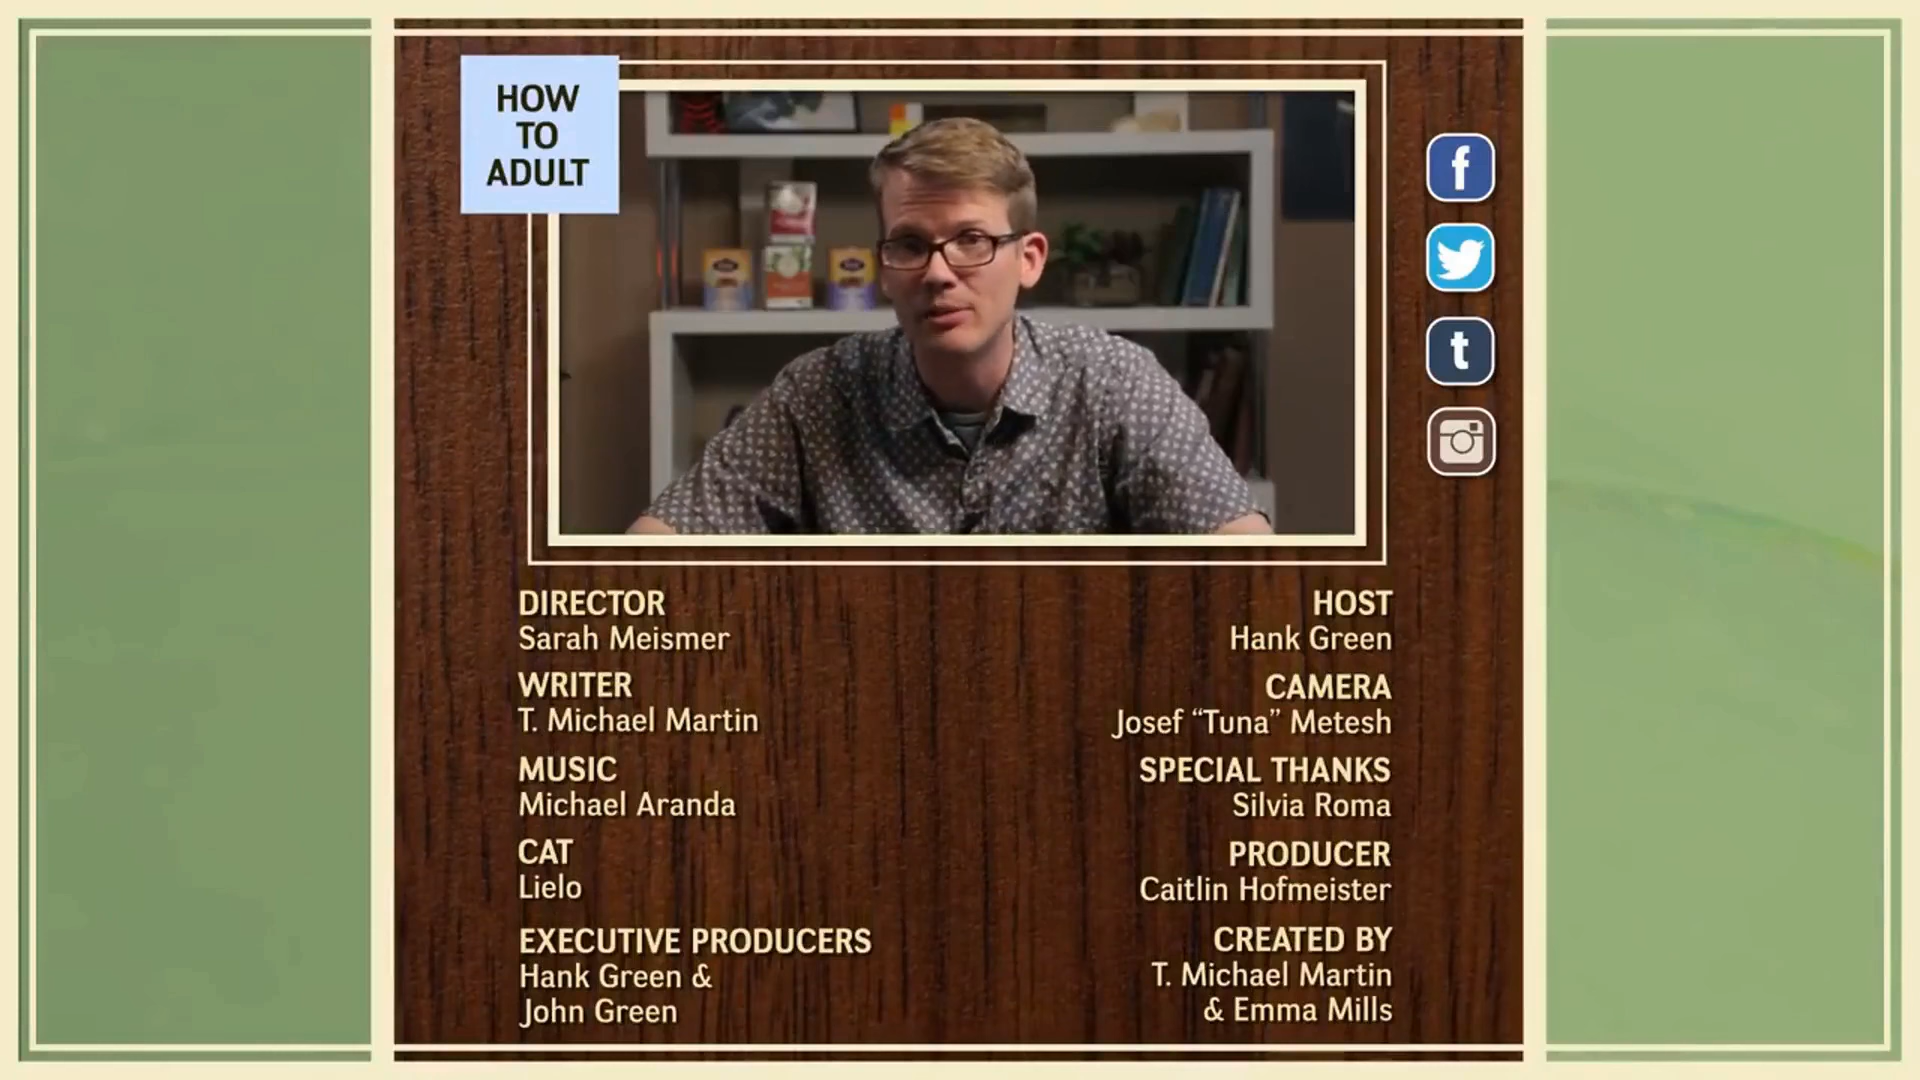 HOW
TO
ADULT
f
t
DIRECTOR
Sarah Meismer
WRITER
T. Michael Martin
MUSIC
Michael Aranda
CAT
Lielo
EXECUTIVE PRODUCERS
Hank Green &
John Green
HOST
Hank Green
CAMERA
Josef “Tuna” Metesh
SPECIAL THANKS
Silvia Roma
PRODUCER
Caitlin Hofmeister
CREATED BY
T. Michael Martin
& Emma Mills